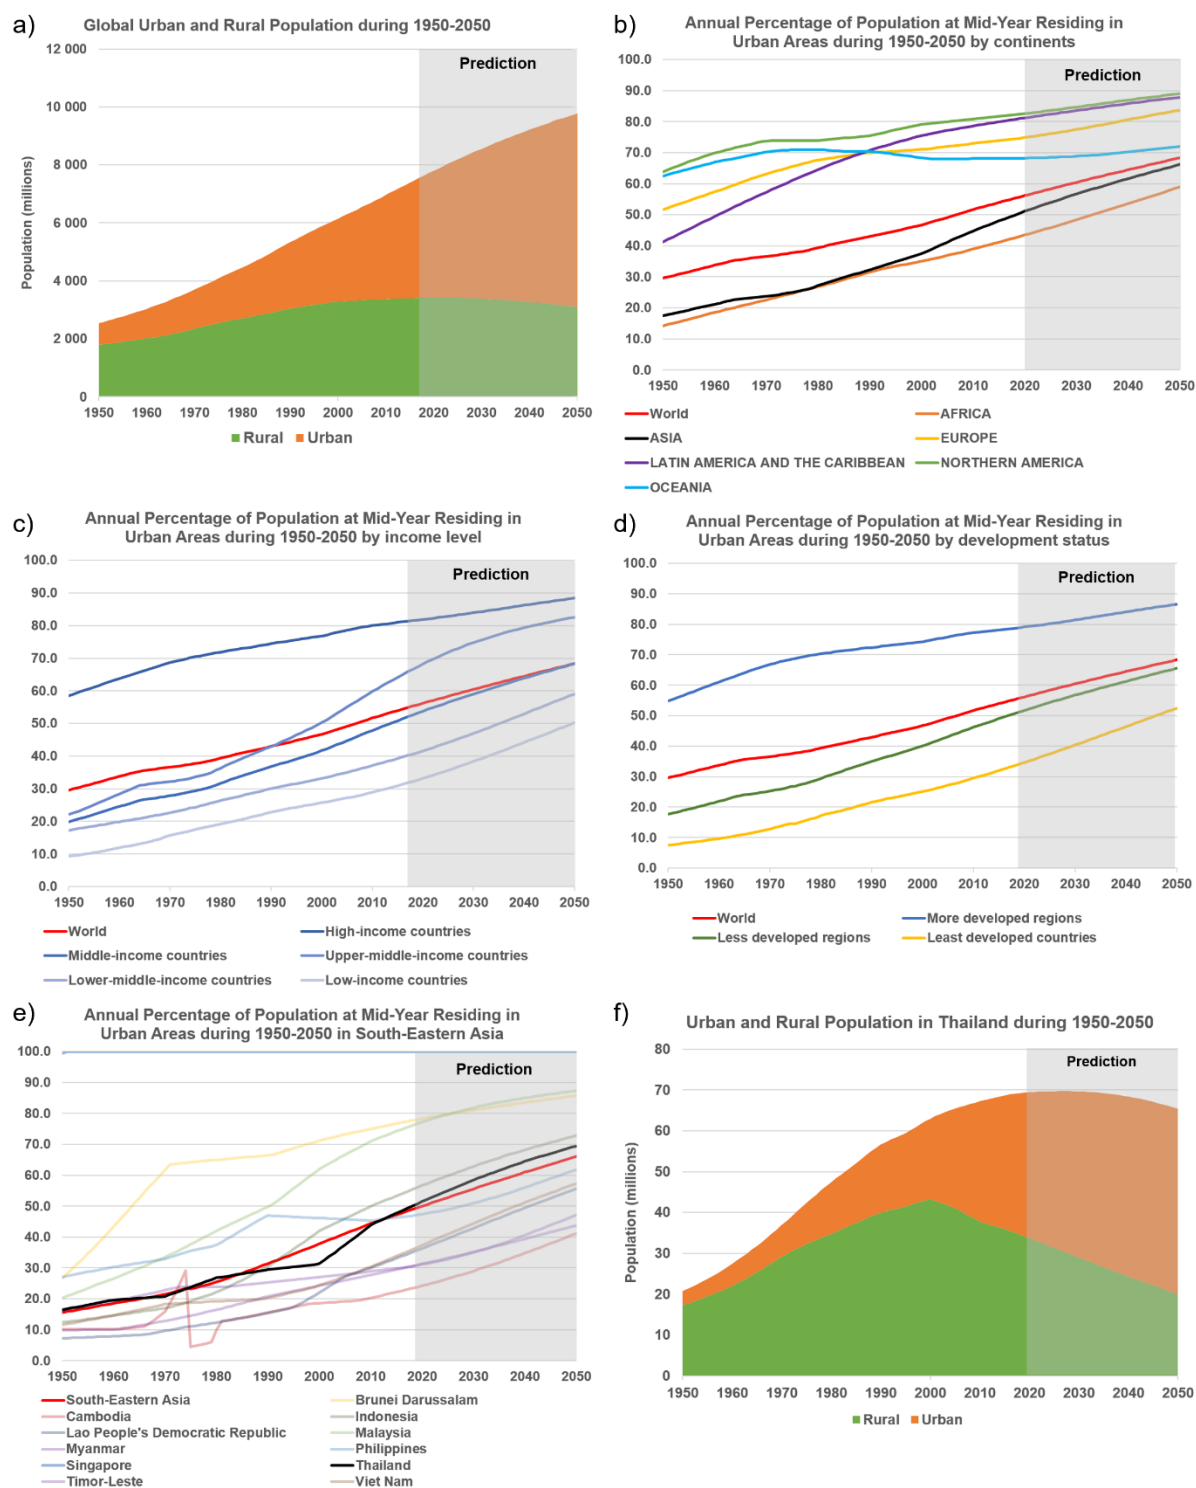 a)
Global Urban and Rural Population during 1950-2050
12 000
10 000
8 000
6 000
4 000
2 000
0
Population (millions)
Prediction
1950 1960 1970 1980 1990 2000 2010 2020 2030 2040 2050
Rural Urban
b)
Annual Percentage of Population at Mid-Year Residing in
Urban Areas during 1950-2050 by continents
100.0
90.0
80.0
70.0
60.0
50.0
40.0
30.0
20.0
10.0
0.0
Prediction
1950 1960 1970 1980 1990 2000 2010 2020 2030 2040 2050
World AFRICA
ASIA EUROPE
LATIN AMERICA AND THE CARIBBEAN NORTHERN AMERICA
OCEANIA
c)
Annual Percentage of Population at Mid-Year Residing in
Urban Areas during 1950-2050 by income level
100.0
90.0
80.0
70.0
60.0
50.0
40.0
30.0
20.0
10.0
0.0
Prediction
1950 1960 1970 1980 1990 2000 2010 2020 2030 2040 2050
World High-income countries
Middle-income countries Upper-middle-income countries
Lower-middle-income countries Low-income countries
d)
Annual Percentage of Population at Mid-Year Residing in
Urban Areas during 1950-2050 by development status
100.0
90.0
80.0
70.0
60.0
50.0
40.0
30.0
20.0
10.0
0.0
Prediction
1950 1960 1970 1980 1990 2000 2010 2020 2030 2040 2050
World More developed regions
Less developed regions Least developed countries
e)
Annual Percentage of Population at Mid-Year Residing in
Urban Areas during 1950-2050 in South-Eastern Asia
100.0
90.0
80.0
70.0
60.0
50.0
40.0
30.0
20.0
10.0
0.0
Prediction
1950 1960 1970 1980 1990 2000 2010 2020 2030 2040 2050
South-Eastern Asia Brunei Darussalam
Cambodia Indonesia
Lao People's Democratic Republic Malaysia
Myanmar Philippines
Singapore Thailand
Timor-Leste Viet Nam
f)
Urban and Rural Population in Thailand during 1950-2050
80
70
60
50
40
30
20
10
0
Population (millions)
Prediction
1950 1960 1970 1980 1990 2000 2010 2020 2030 2040 2050
Rural Urban